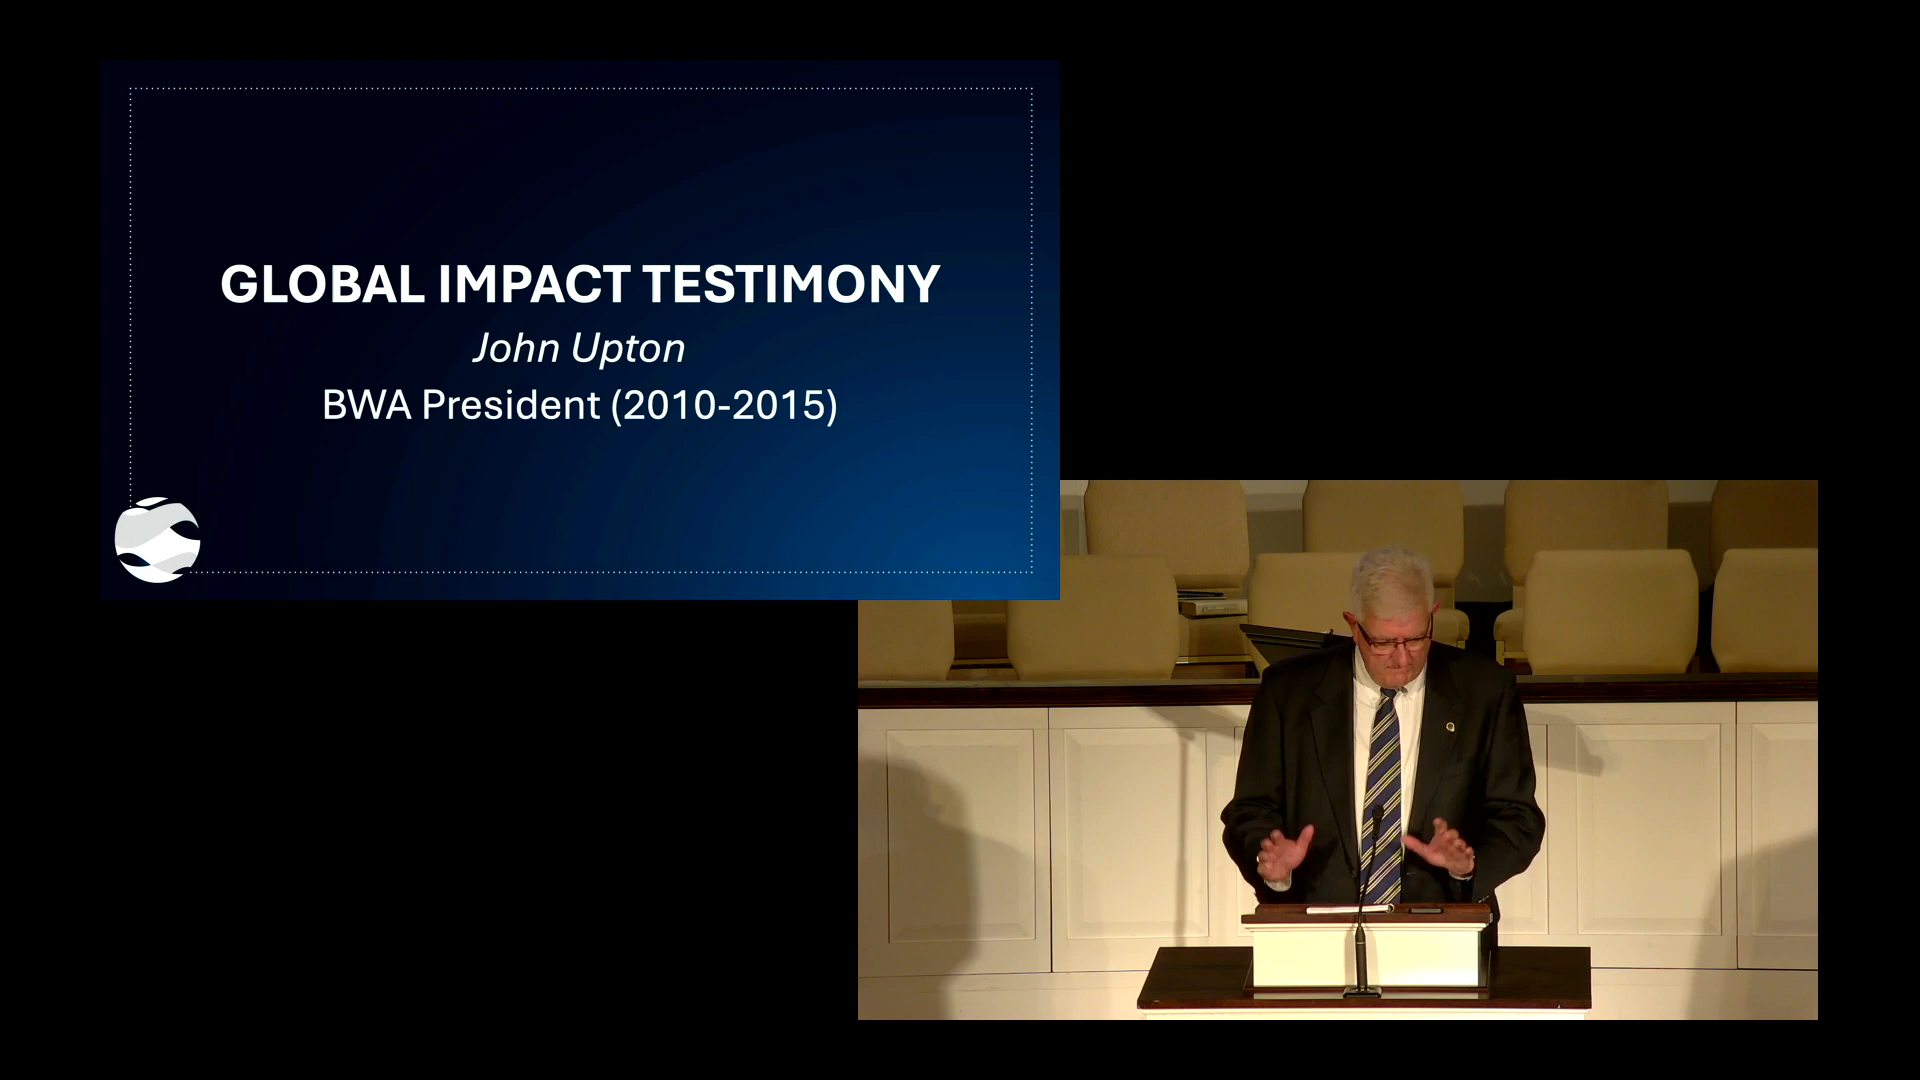 GLOBAL IMPACT TESTIMONY
John Upton
BWA President (2010-2015)